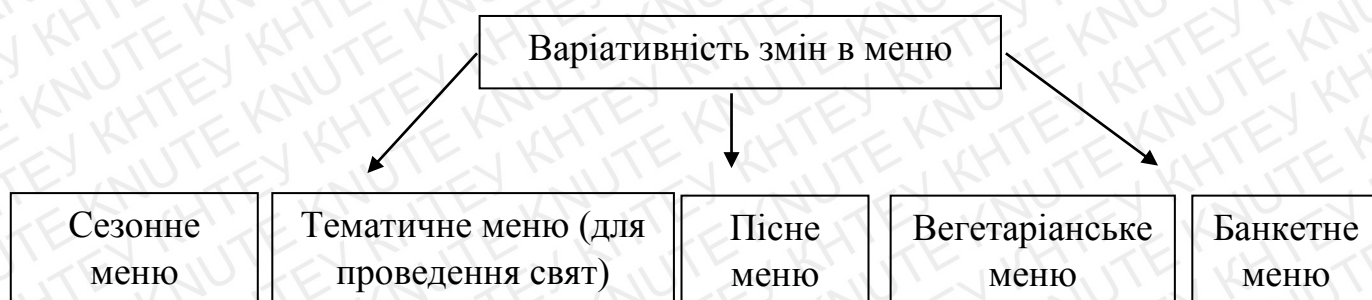 Варіативність змін в меню
Сезонне
меню
Тематичне меню (для
проведення свят)
Пісне
меню
Вегетаріанське
меню
Банкетне
меню